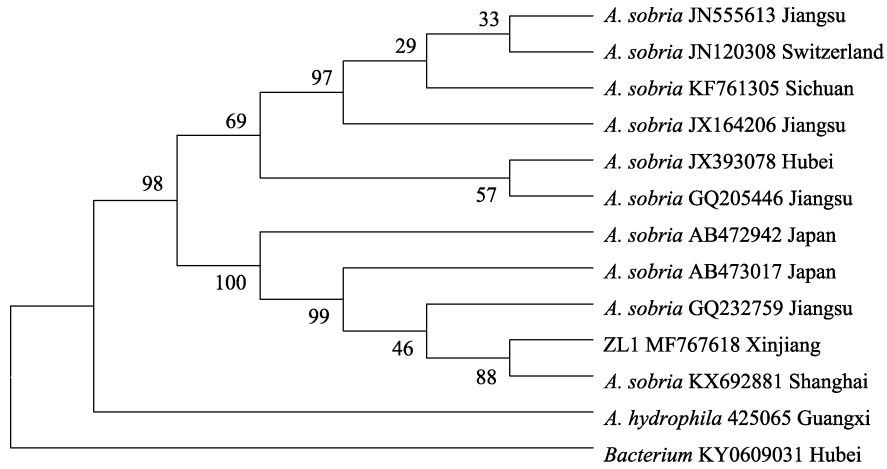 33
A. sobria JN555613 Jiangsu
29
A. sobria JN120308 Switzerland
97
A. sobria KF761305 Sichuan
69
A. sobria JX164206 Jiangsu
A. sobria JX393078 Hubei
98
57
A. sobria GQ205446 Jiangsu
A. sobria AB472942 Japan
100
A. sobria AB473017 Japan
99
A. sobria GQ232759 Jiangsu
46
ZL1 MF767618 Xinjiang
88
A. sobria KX692881 Shanghai
A. hydrophila 425065 Guangxi
Bacterium KY0609031 Hubei